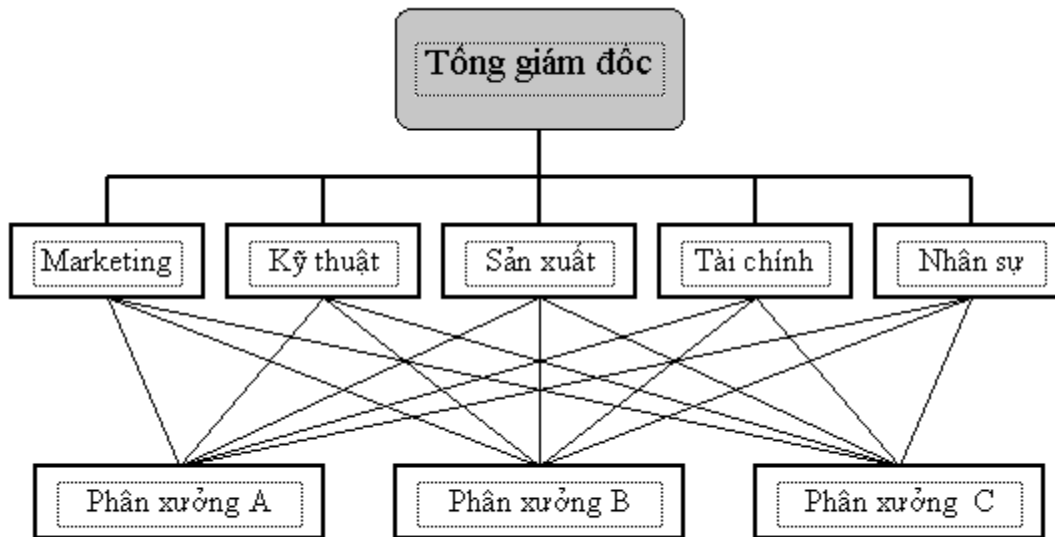 Tổng giám đốc
Marketing
Kỹ thuật
Sản xuất
Tài chính
Nhân sự
Phân xưởng A
Phân xưởng B
Phân xưởng C